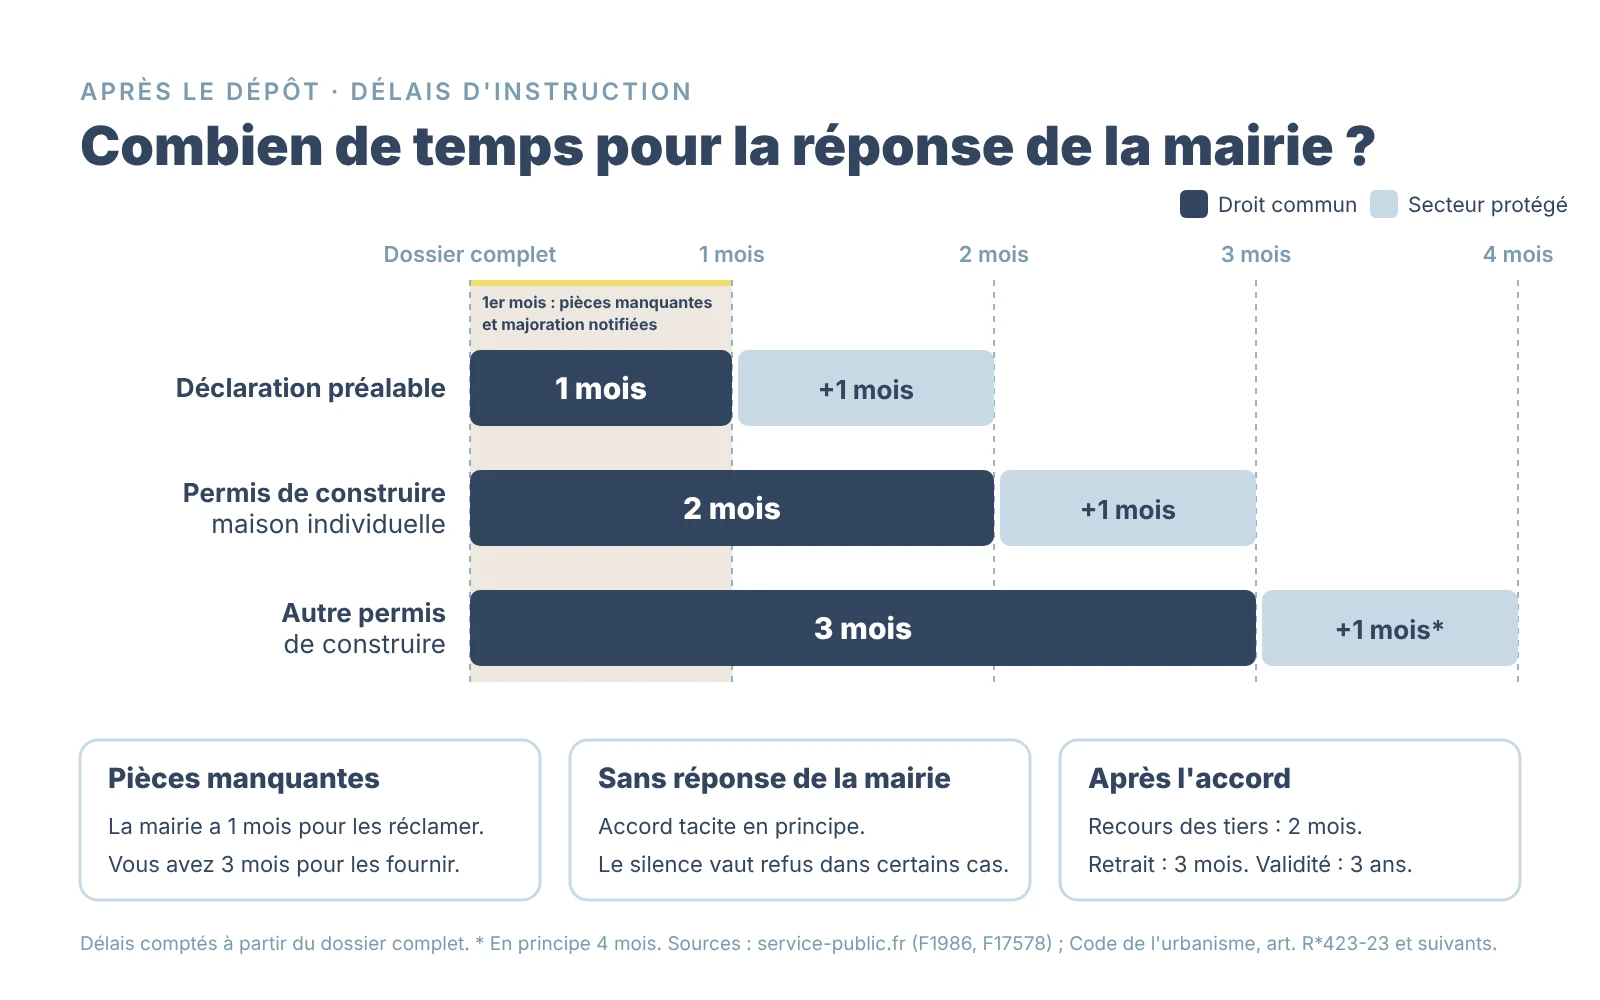 APRÈS LE DÉPÔT · DÉLAIS D'INSTRUCTION
Combien de temps pour la réponse de la mairie ?
Droit commun
Secteur protégé
Dossier complet
1 mois
2 mois
3 mois
4 mois
1er mois : pièces manquantes
et majoration notifiées
Déclaration préalable
1 mois
+1 mois
Permis de construire
maison individuelle
2 mois
+1 mois
Autre permis
de construire
3 mois
+1 mois*
Pièces manquantes
La mairie a 1 mois pour les réclamer.
Vous avez 3 mois pour les fournir.
Sans réponse de la mairie
Accord tacite en principe.
Le silence vaut refus dans certains cas.
Après l'accord
Recours des tiers : 2 mois.
Retrait : 3 mois. Validité : 3 ans.
Délais comptés à partir du dossier complet. * En principe 4 mois. Sources : service-public.fr (F1986, F17578) ; Code de l'urbanisme, art. R*423-23 et suivants.